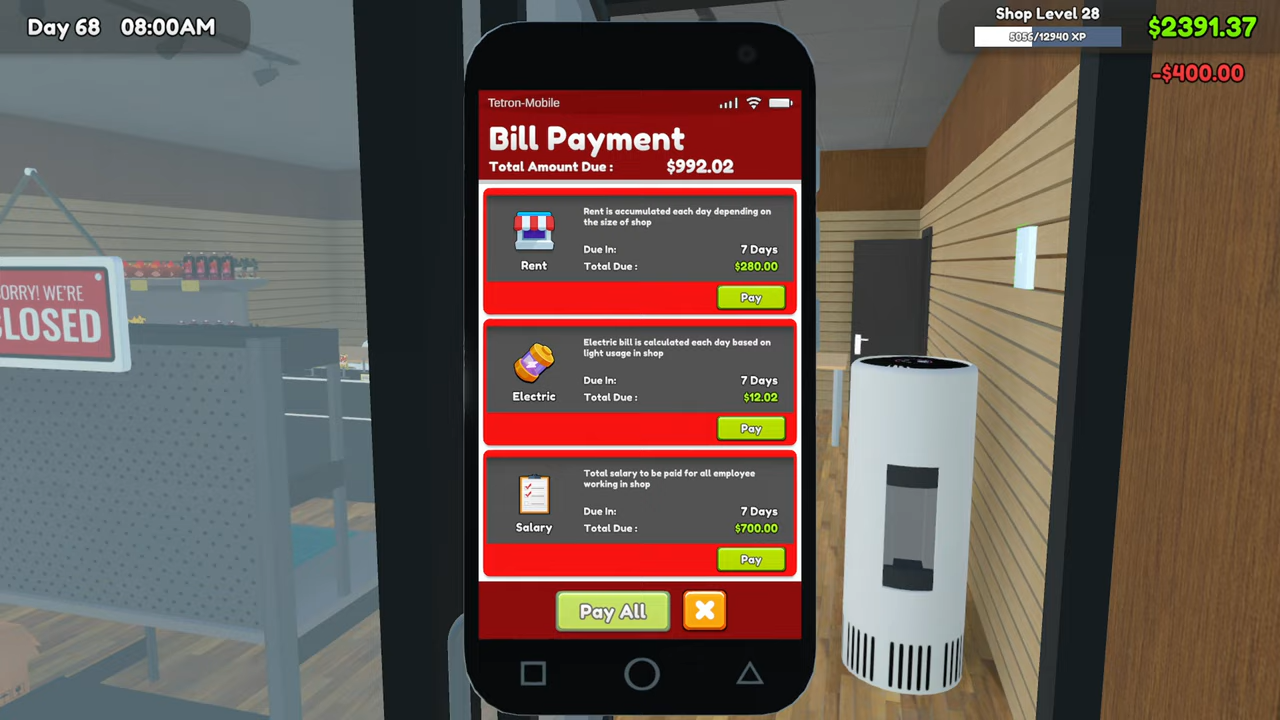 Day 68 08:00AM
Shop Level 28
5056/12940 XP
$2391.37
-$400.00
Tetron-Mobile
Bill Payment
Total Amount Due : $992.02
Rent is accumulated each day depending on
the size of shop
Due In: 7 Days
Rent
Total Due : $280.00
Pay
Electric bill is calculated each day based on
light usage in shop
Due In: 7 Days
Electric
Total Due : $12.02
Pay
Total salary to be paid for all employee
working in shop
Due In: 7 Days
Salary
Total Due : $700.00
Pay
Pay All
ORRY! WE'RE
LOSED